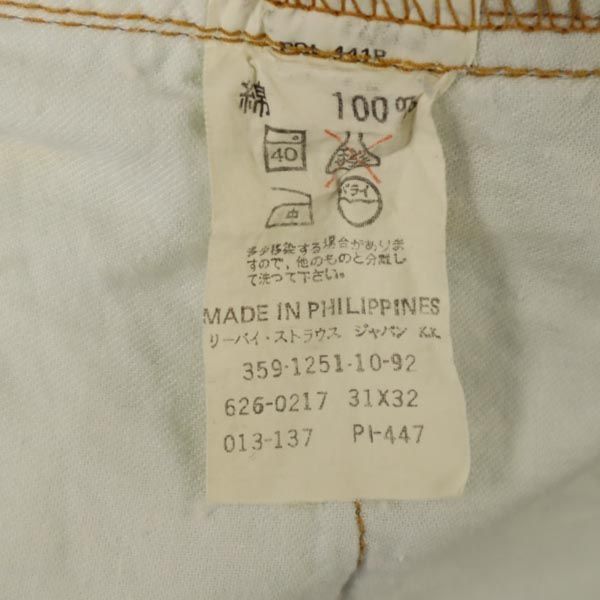 綿 100%
40
ドライ
中
多少移染する場合がありま
すので、他のものと分離し
て洗って下さい。
MADE IN PHILIPPINES
リーバイ・ストラウス ジャパン K.K.
359-1251-10-92
626-0217 31X32
013-137 PI-447